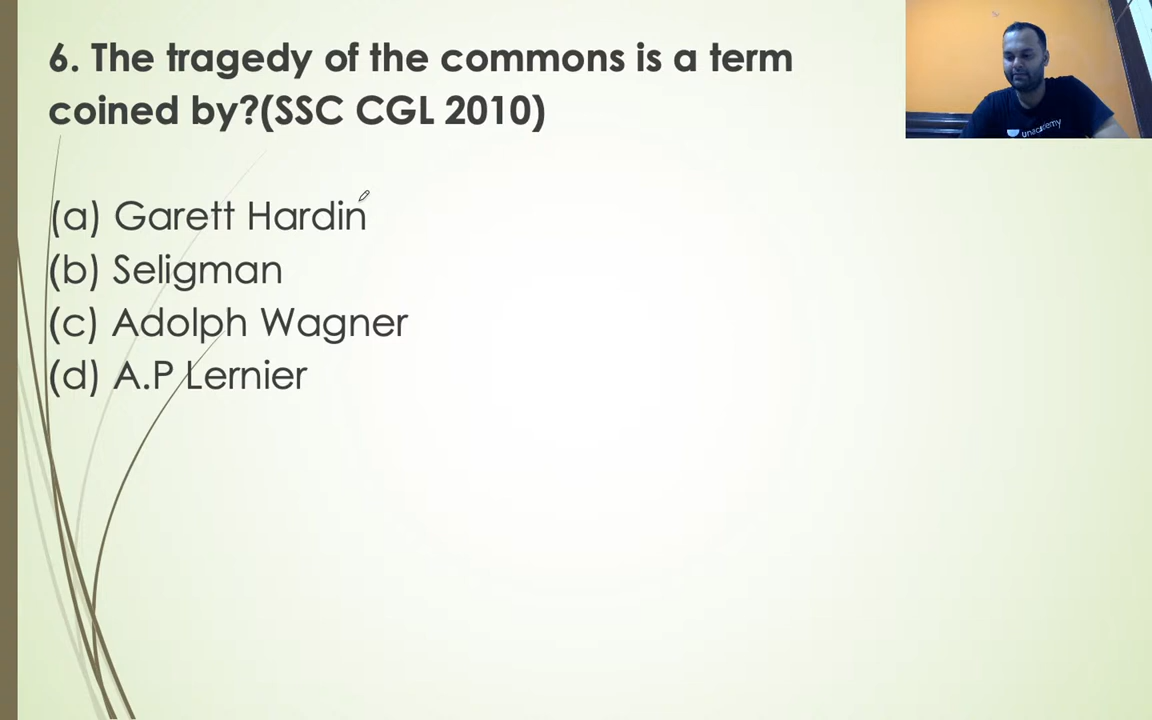 6. The tragedy of the commons is a term
coined by?(SSC CGL 2010)
(a) Garett Hardin
(b) Seligman
(c) Adolph Wagner
(d) A.P Lernier
unacademy